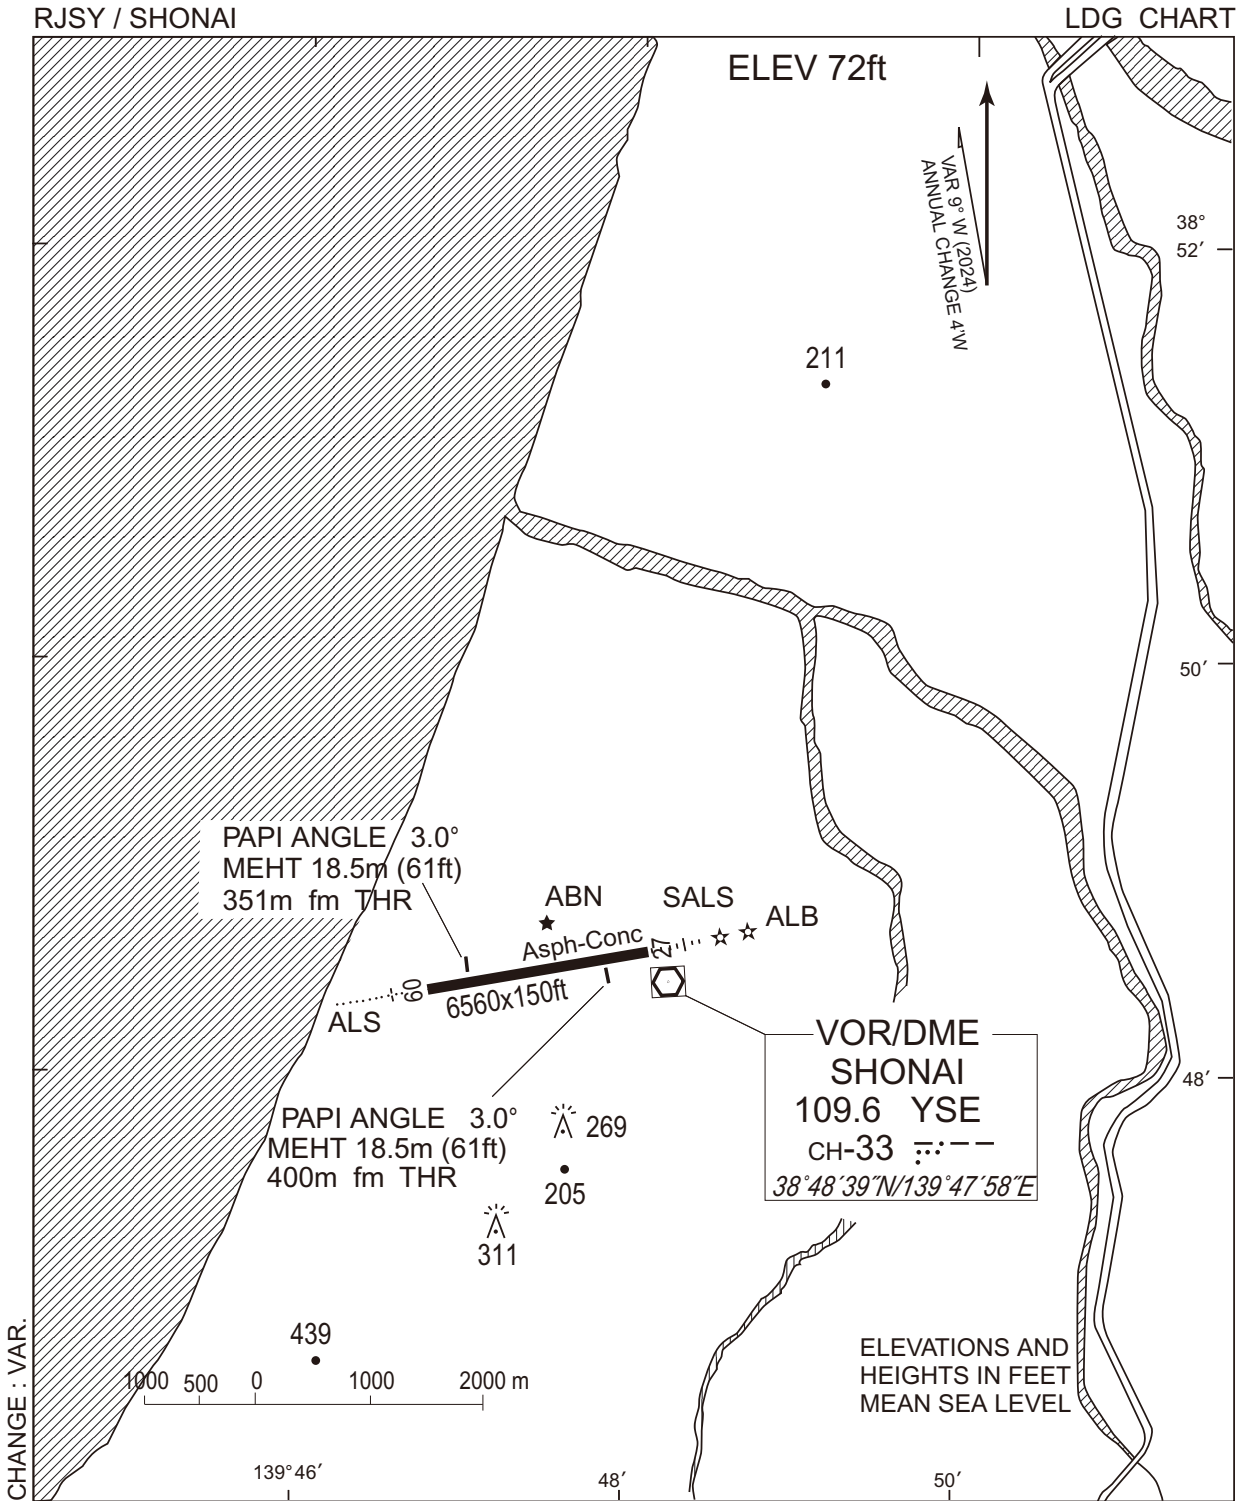 RJSY / SHONAI
LDG CHART
ELEV 72ft
VAR 9° W (2024)
ANNUAL CHANGE 4'W
38°
52′
211
50′
PAPI ANGLE 3.0°
MEHT 18.5m (61ft)
351m fm THR
ABN
SALS
ALB
Asph-Conc
27
09
6560x150ft
ALS
VOR/DME
SHONAI
109.6 YSE
CH-33
38°48′39″N/139°47′58″E
48′
PAPI ANGLE 3.0°
MEHT 18.5m (61ft)
400m fm THR
269
205
311
439
1000 500 0 1000 2000 m
ELEVATIONS AND
HEIGHTS IN FEET
MEAN SEA LEVEL
CHANGE : VAR.
139°46′
48′
50′